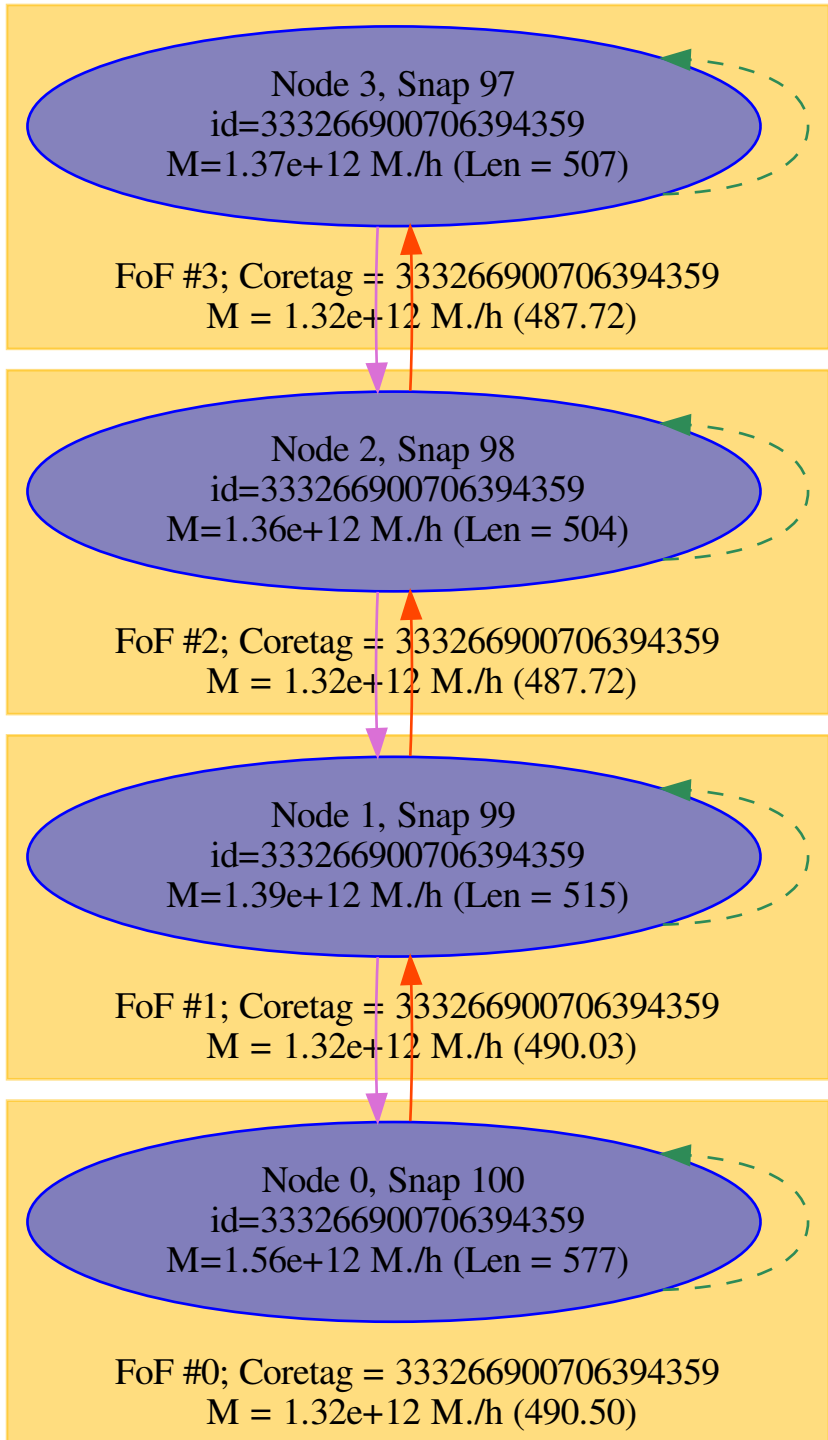 Node 3, Snap 97
id=333266900706394359
M=1.37e+12 M./h (Len = 507)
FoF #3; Coretag = 333266900706394359
M = 1.32e+12 M./h (487.72)
Node 2, Snap 98
id=333266900706394359
M=1.36e+12 M./h (Len = 504)
FoF #2; Coretag = 333266900706394359
M = 1.32e+12 M./h (487.72)
Node 1, Snap 99
id=333266900706394359
M=1.39e+12 M./h (Len = 515)
FoF #1; Coretag = 333266900706394359
M = 1.32e+12 M./h (490.03)
Node 0, Snap 100
id=333266900706394359
M=1.56e+12 M./h (Len = 577)
FoF #0; Coretag = 333266900706394359
M = 1.32e+12 M./h (490.50)